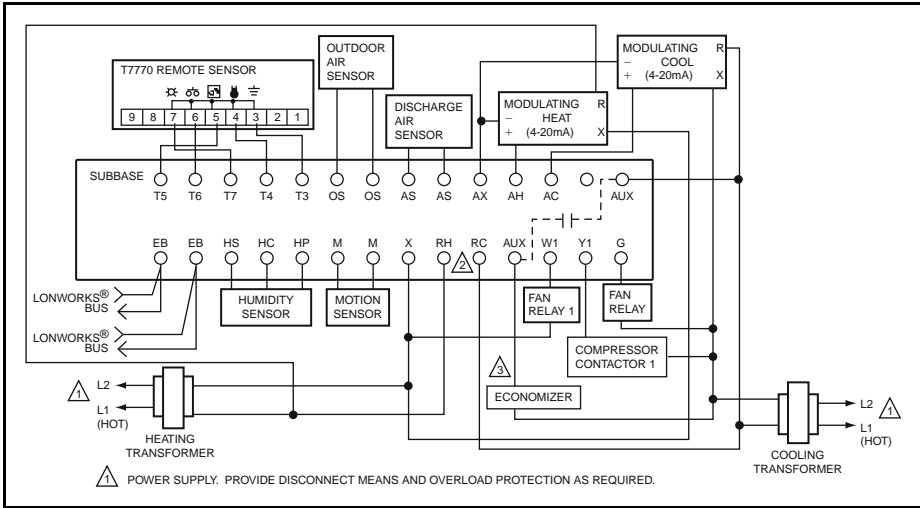 T7770 REMOTE SENSOR
9 8 7 6 5 4 3 2 1
OUTDOOR
AIR
SENSOR
DISCHARGE
AIR
SENSOR
MODULATING
HEAT
(4-20mA)
−
+
R
X
MODULATING
COOL
(4-20mA)
−
+
R
X
SUBBASE
T5 T6 T7 T4 T3 OS OS AS AS AX AH AC AUX
EB EB HS HC HP M M X RH RC AUX W1 Y1 G
2
LONWORKS®
BUS
LONWORKS®
BUS
HUMIDITY
SENSOR
MOTION
SENSOR
FAN
RELAY 1
FAN
RELAY
COMPRESSOR
CONTACTOR 1
3
ECONOMIZER
1
L2
L1
(HOT)
HEATING
TRANSFORMER
L2
1
L1
(HOT)
COOLING
TRANSFORMER
1 POWER SUPPLY. PROVIDE DISCONNECT MEANS AND OVERLOAD PROTECTION AS REQUIRED.